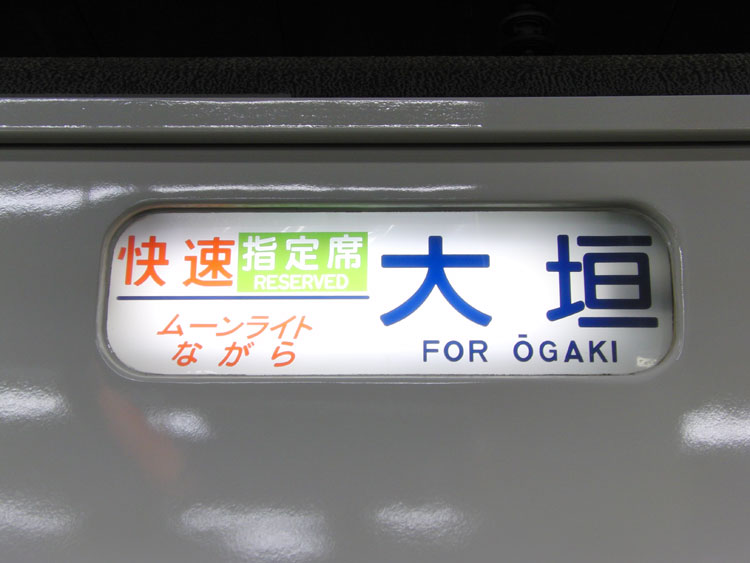 快速 指定席 RESERVED
ムーンライト
ながら
大垣
FOR ŌGAKI